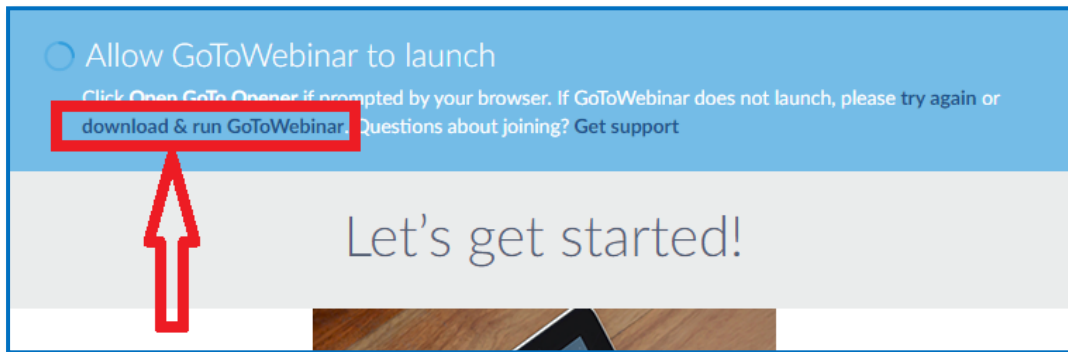 Allow GoToWebinar to launch
Click Open GoTo Opener if prompted by your browser. If GoToWebinar does not launch, please try again or
download & run GoToWebinar. Questions about joining? Get support
Let's get started!